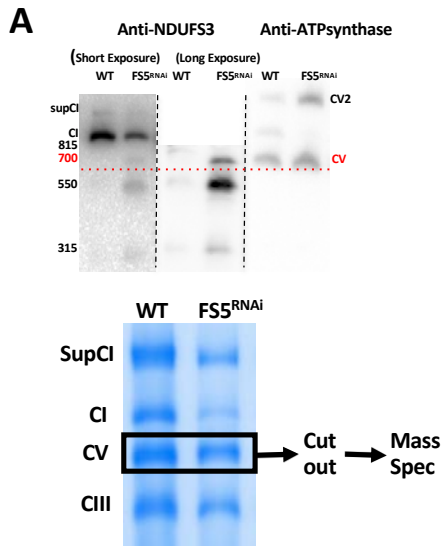 A
Anti-NDUFS3 Anti-ATPsynthase
(Short Exposure) (Long Exposure)
WT FS5RNAi WT FS5RNAi WT FS5RNAi
supCI CV2
CI
815
700 CV
550
315
WT FS5RNAi
SupCI
CI
CV Cut out Mass Spec
CIII